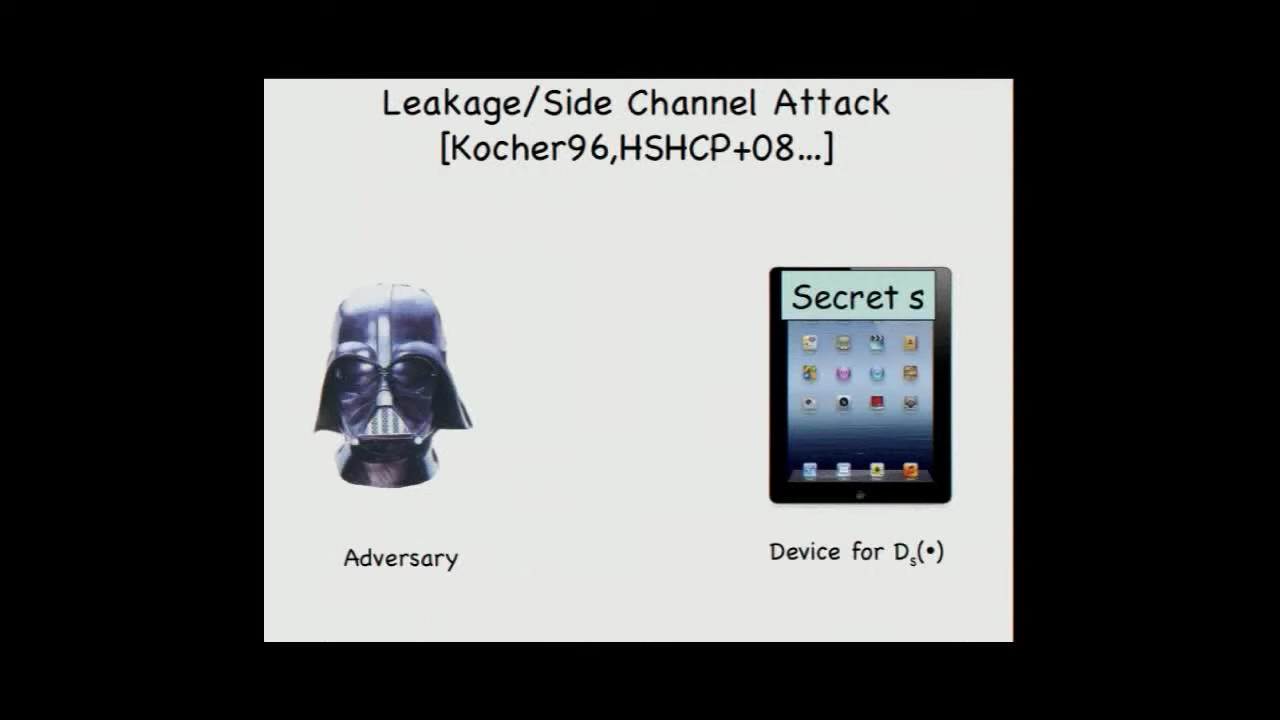 Leakage/Side Channel Attack
[Kocher96,HSHCP+08...]
Secret s
Adversary
Device for Dₛ(•)